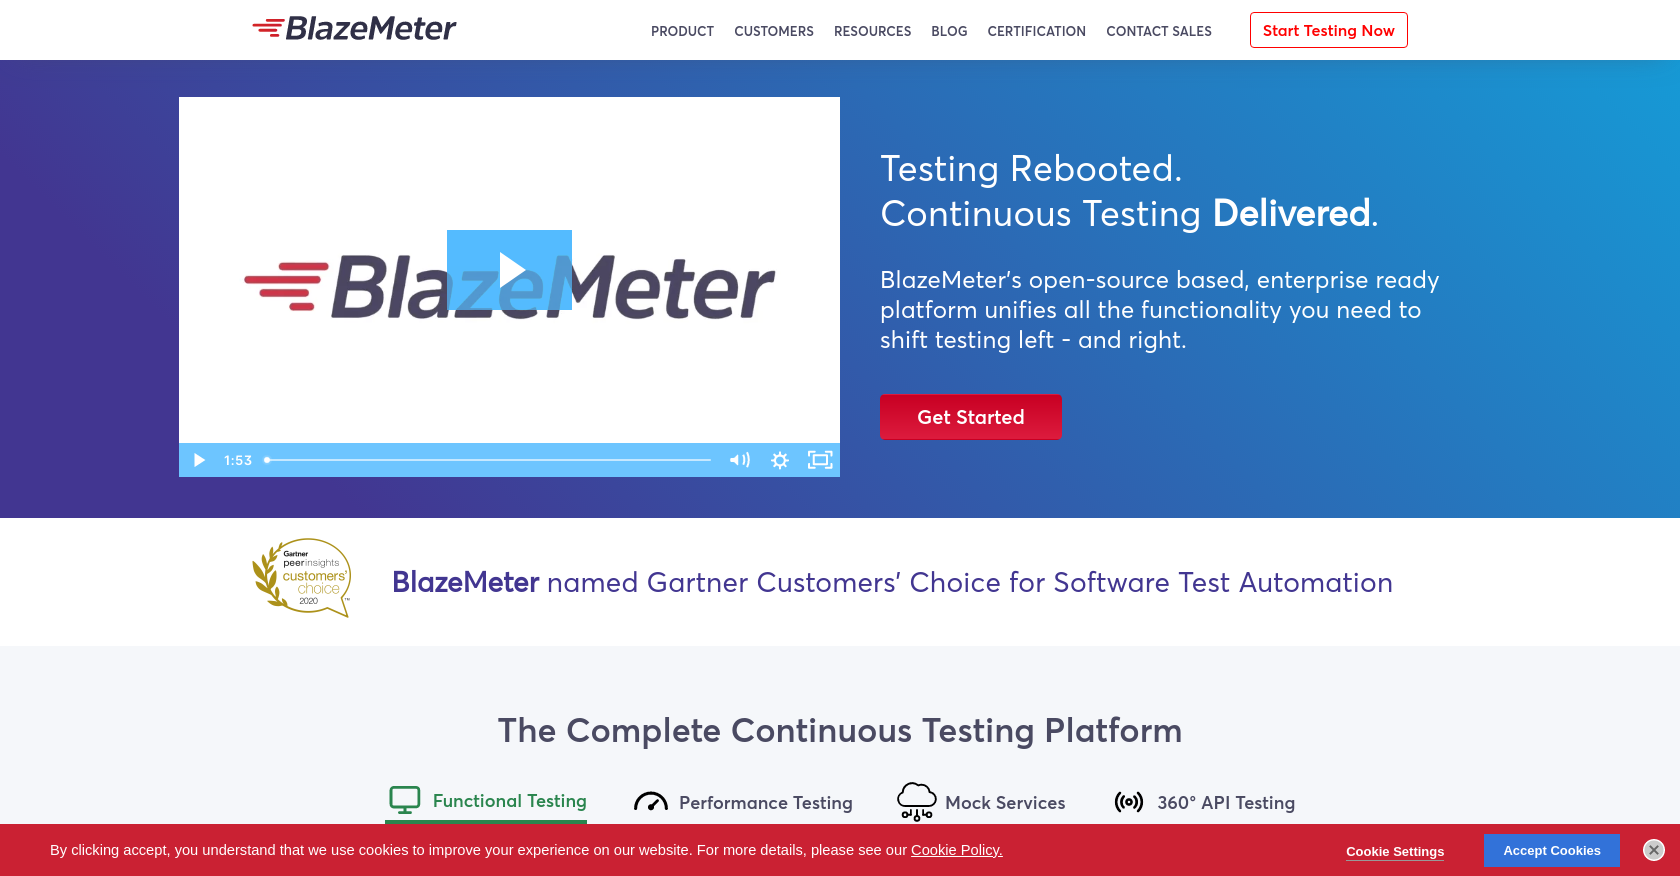 BlazeMeter
PRODUCT CUSTOMERS RESOURCES BLOG CERTIFICATION CONTACT SALES
Start Testing Now
BlazeMeter
1:53
Testing Rebooted.
Continuous Testing Delivered.
BlazeMeter's open-source based, enterprise ready
platform unifies all the functionality you need to
shift testing left - and right.
Get Started
Gartner
peerinsights
customers'
choice
2020
™
BlazeMeter named Gartner Customers' Choice for Software Test Automation
The Complete Continuous Testing Platform
Functional Testing
Performance Testing
Mock Services
360° API Testing
By clicking accept, you understand that we use cookies to improve your experience on our website. For more details, please see our Cookie Policy.
Cookie Settings
Accept Cookies